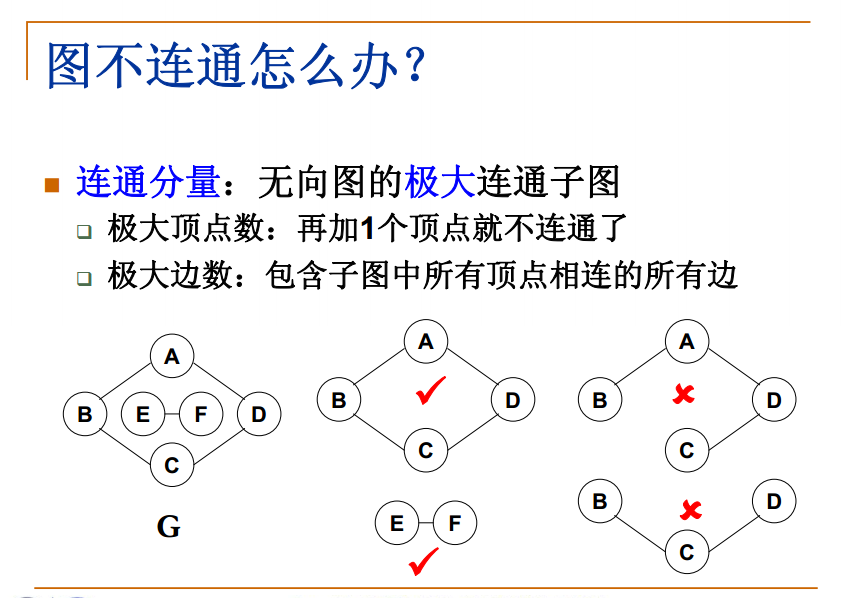 图不连通怎么办？
连通分量：无向图的极大连通子图
极大顶点数：再加1个顶点就不连通了
极大边数：包含子图中所有顶点相连的所有边
A
B E F D
C
G
A
B D
C
E F
A
B D
C
B D
C